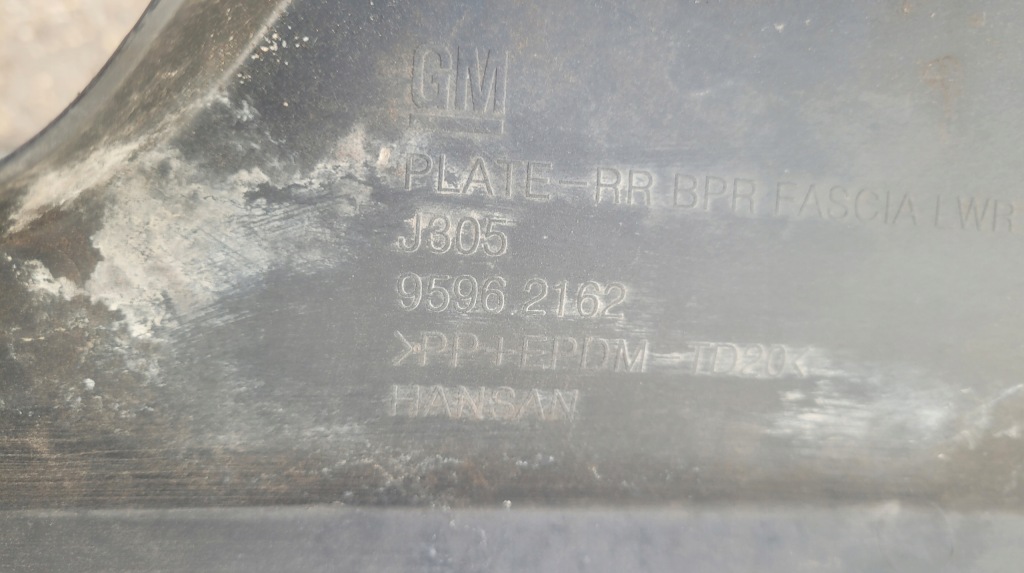 GM
PLATE-RR BPR FASCIA LWR
J305
9596.2162
>PP+EPDM-TD20<
HANSAN